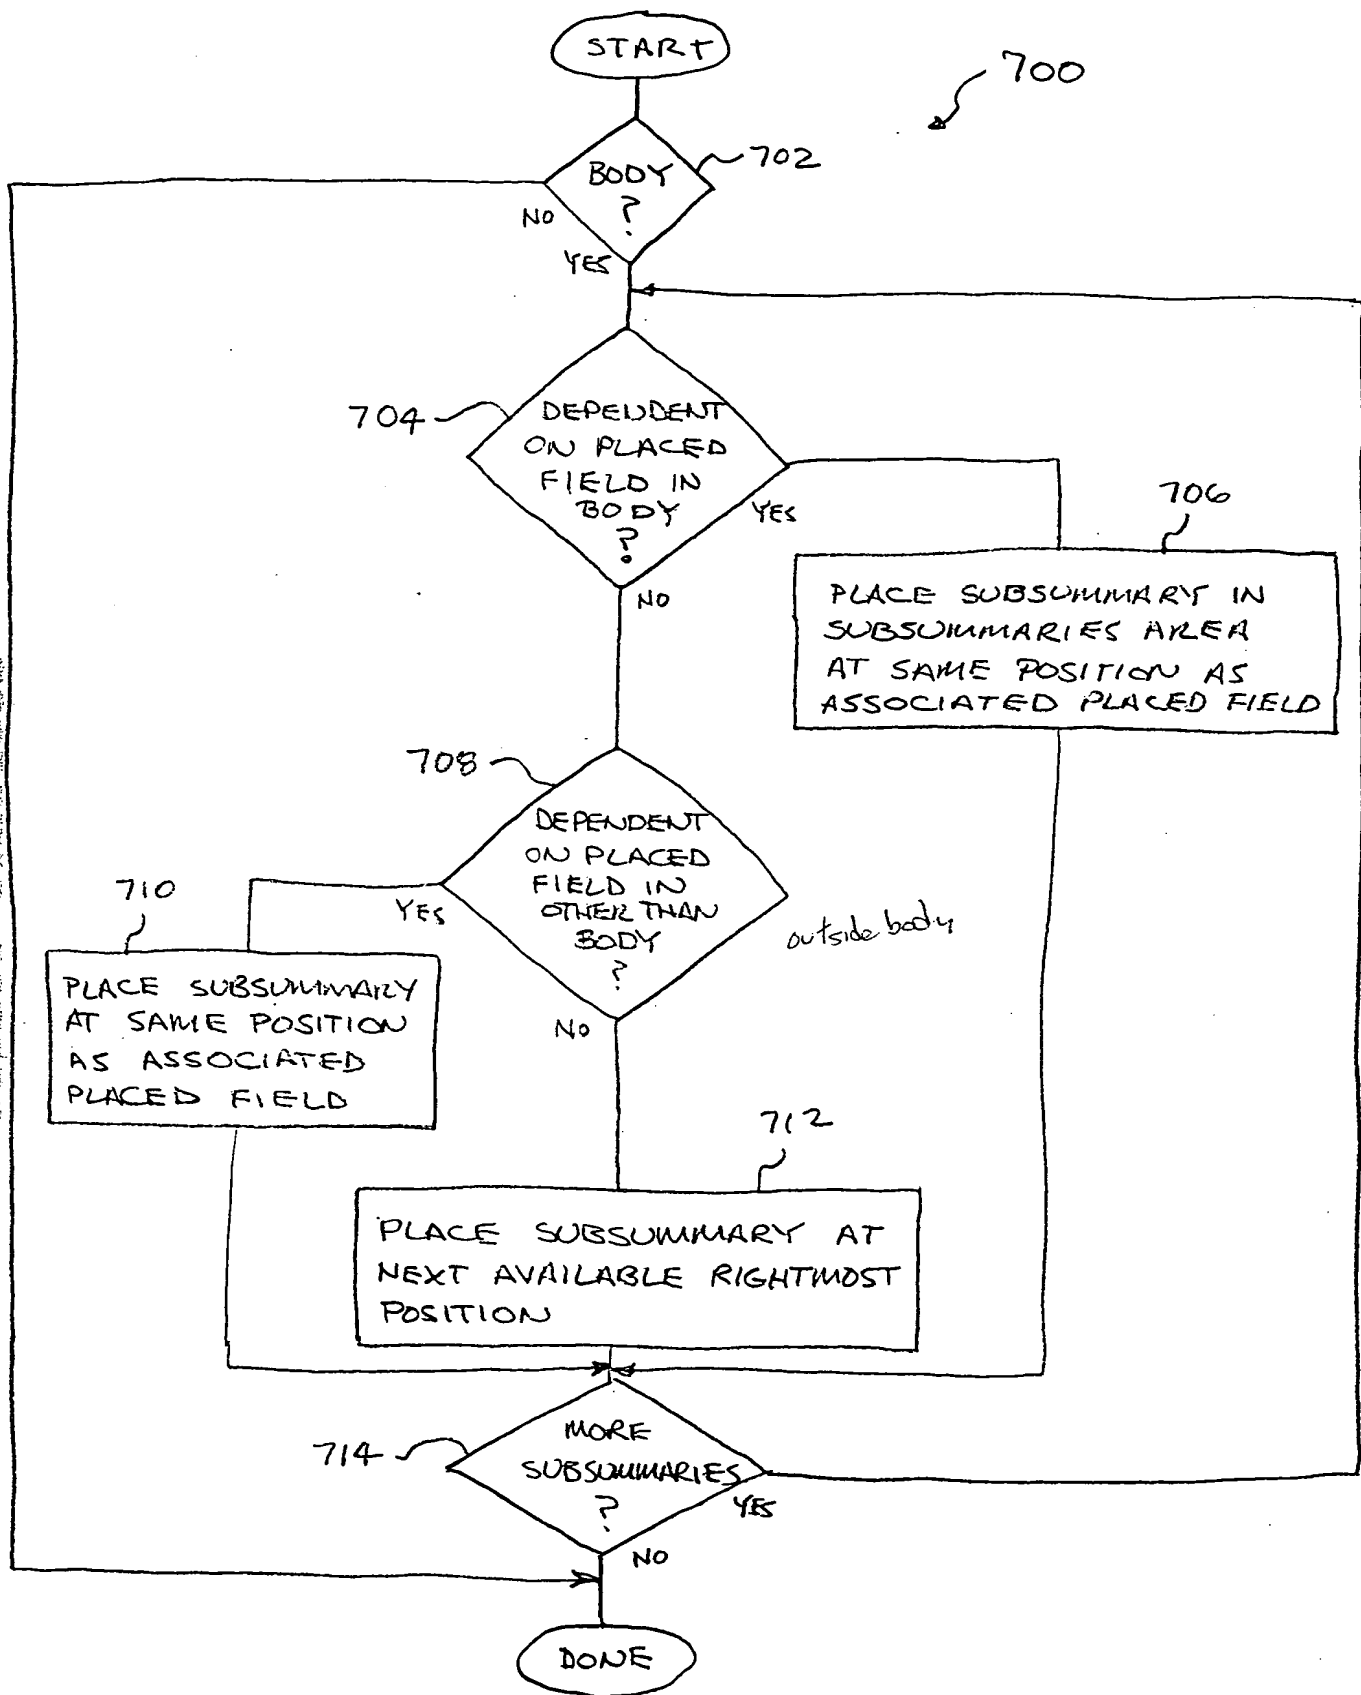 START
700
BODY
?
702
NO
YES
704
DEPENDENT
ON PLACED
FIELD IN
BODY
?
YES
NO
706
PLACE SUBSUMMARY IN
SUBSUMMARIES AREA
AT SAME POSITION AS
ASSOCIATED PLACED FIELD
708
DEPENDENT
ON PLACED
FIELD IN
OTHER THAN
BODY
?
YES
NO
outside body
710
PLACE SUBSUMMARY
AT SAME POSITION
AS ASSOCIATED
PLACED FIELD
712
PLACE SUBSUMMARY AT
NEXT AVAILABLE RIGHTMOST
POSITION
714
MORE
SUBSUMMARIES
?
YES
NO
DONE